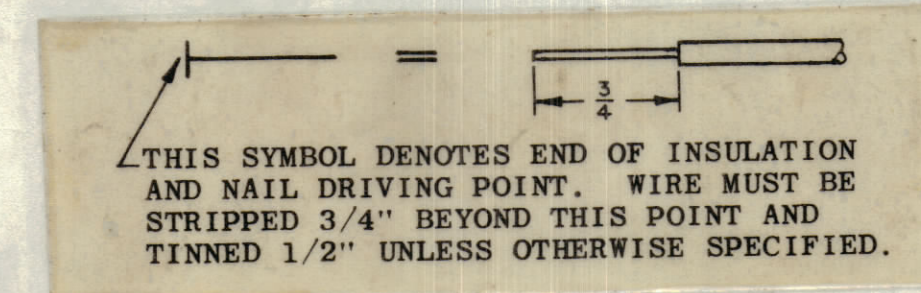 3/4
THIS SYMBOL DENOTES END OF INSULATION
AND NAIL DRIVING POINT. WIRE MUST BE
STRIPPED 3/4" BEYOND THIS POINT AND
TINNED 1/2" UNLESS OTHERWISE SPECIFIED.